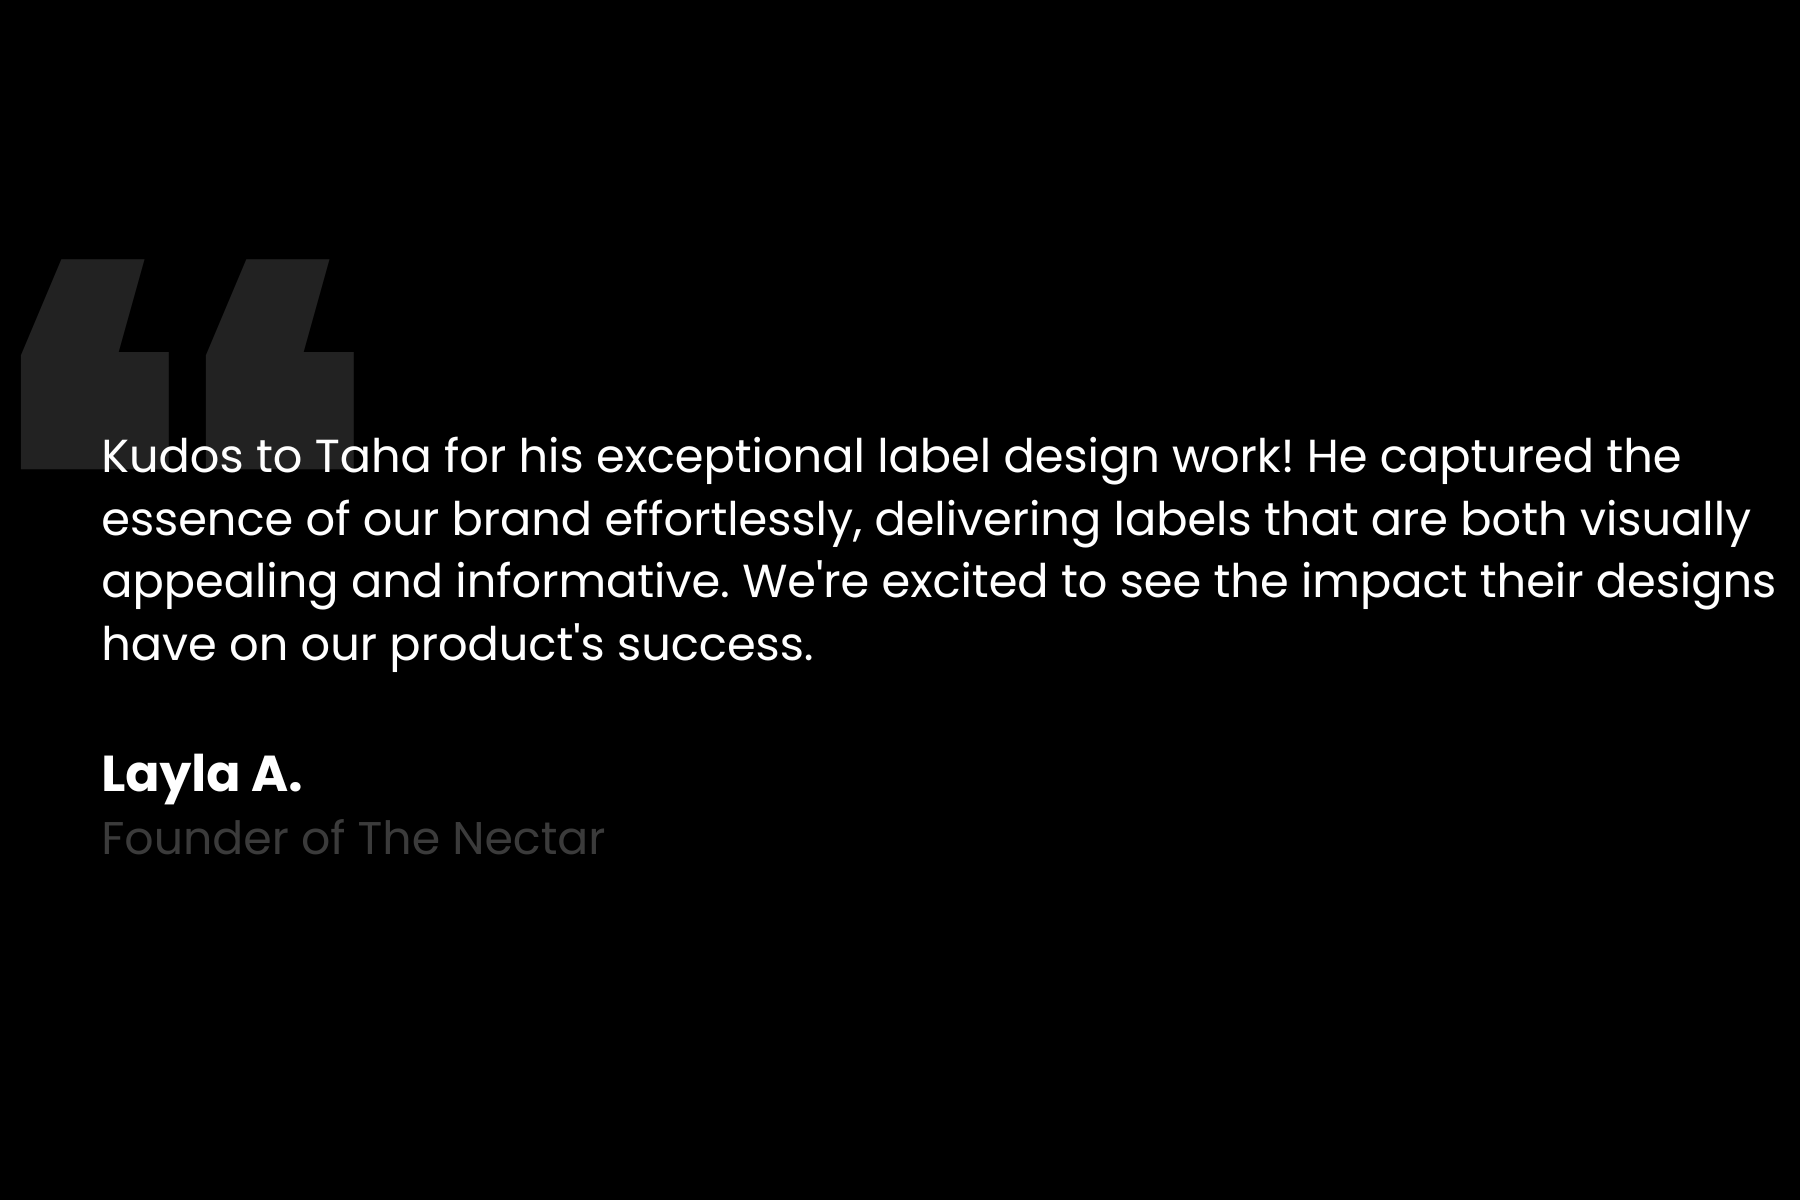 Kudos to Taha for his exceptional label design work! He captured the
essence of our brand effortlessly, delivering labels that are both visually
appealing and informative. We're excited to see the impact their designs
have on our product's success.
Layla A.
Founder of The Nectar